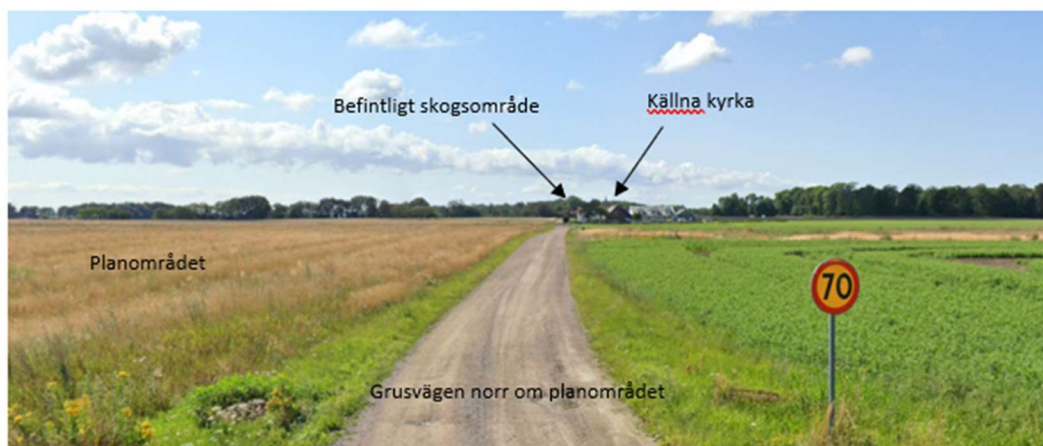 Befintligt skogsområde
Källna kyrka
Planområdet
70
Grusvägen norr om planområdet